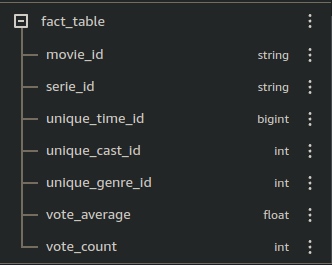 fact_table
movie_id string
serie_id string
unique_time_id bigint
unique_cast_id int
unique_genre_id int
vote_average float
vote_count int